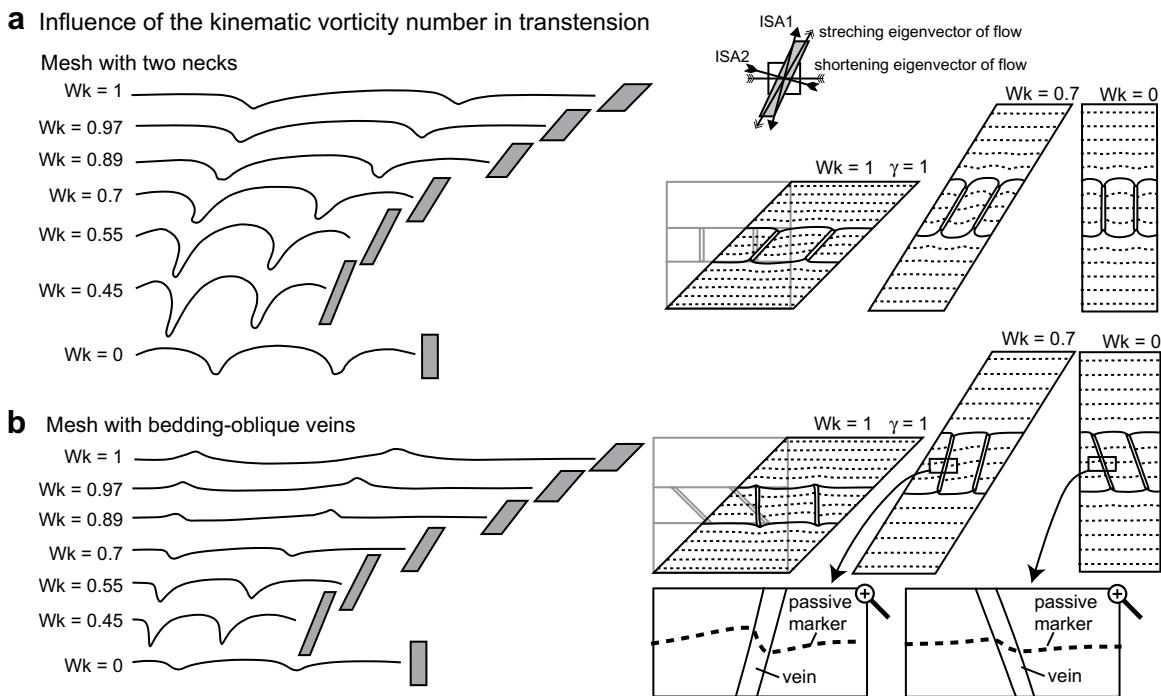 a Influence of the kinematic vorticity number in transtension
Mesh with two necks
Wk = 1
Wk = 0.97
Wk = 0.89
Wk = 0.7
Wk = 0.55
Wk = 0.45
Wk = 0
ISA1
streching eigenvector of flow
ISA2
shortening eigenvector of flow
Wk = 0.7 Wk = 0
Wk = 1 γ = 1
b Mesh with bedding-oblique veins
Wk = 1
Wk = 0.97
Wk = 0.89
Wk = 0.7
Wk = 0.55
Wk = 0.45
Wk = 0
Wk = 0.7 Wk = 0
Wk = 1 γ = 1
passive
marker
vein
passive
marker
vein